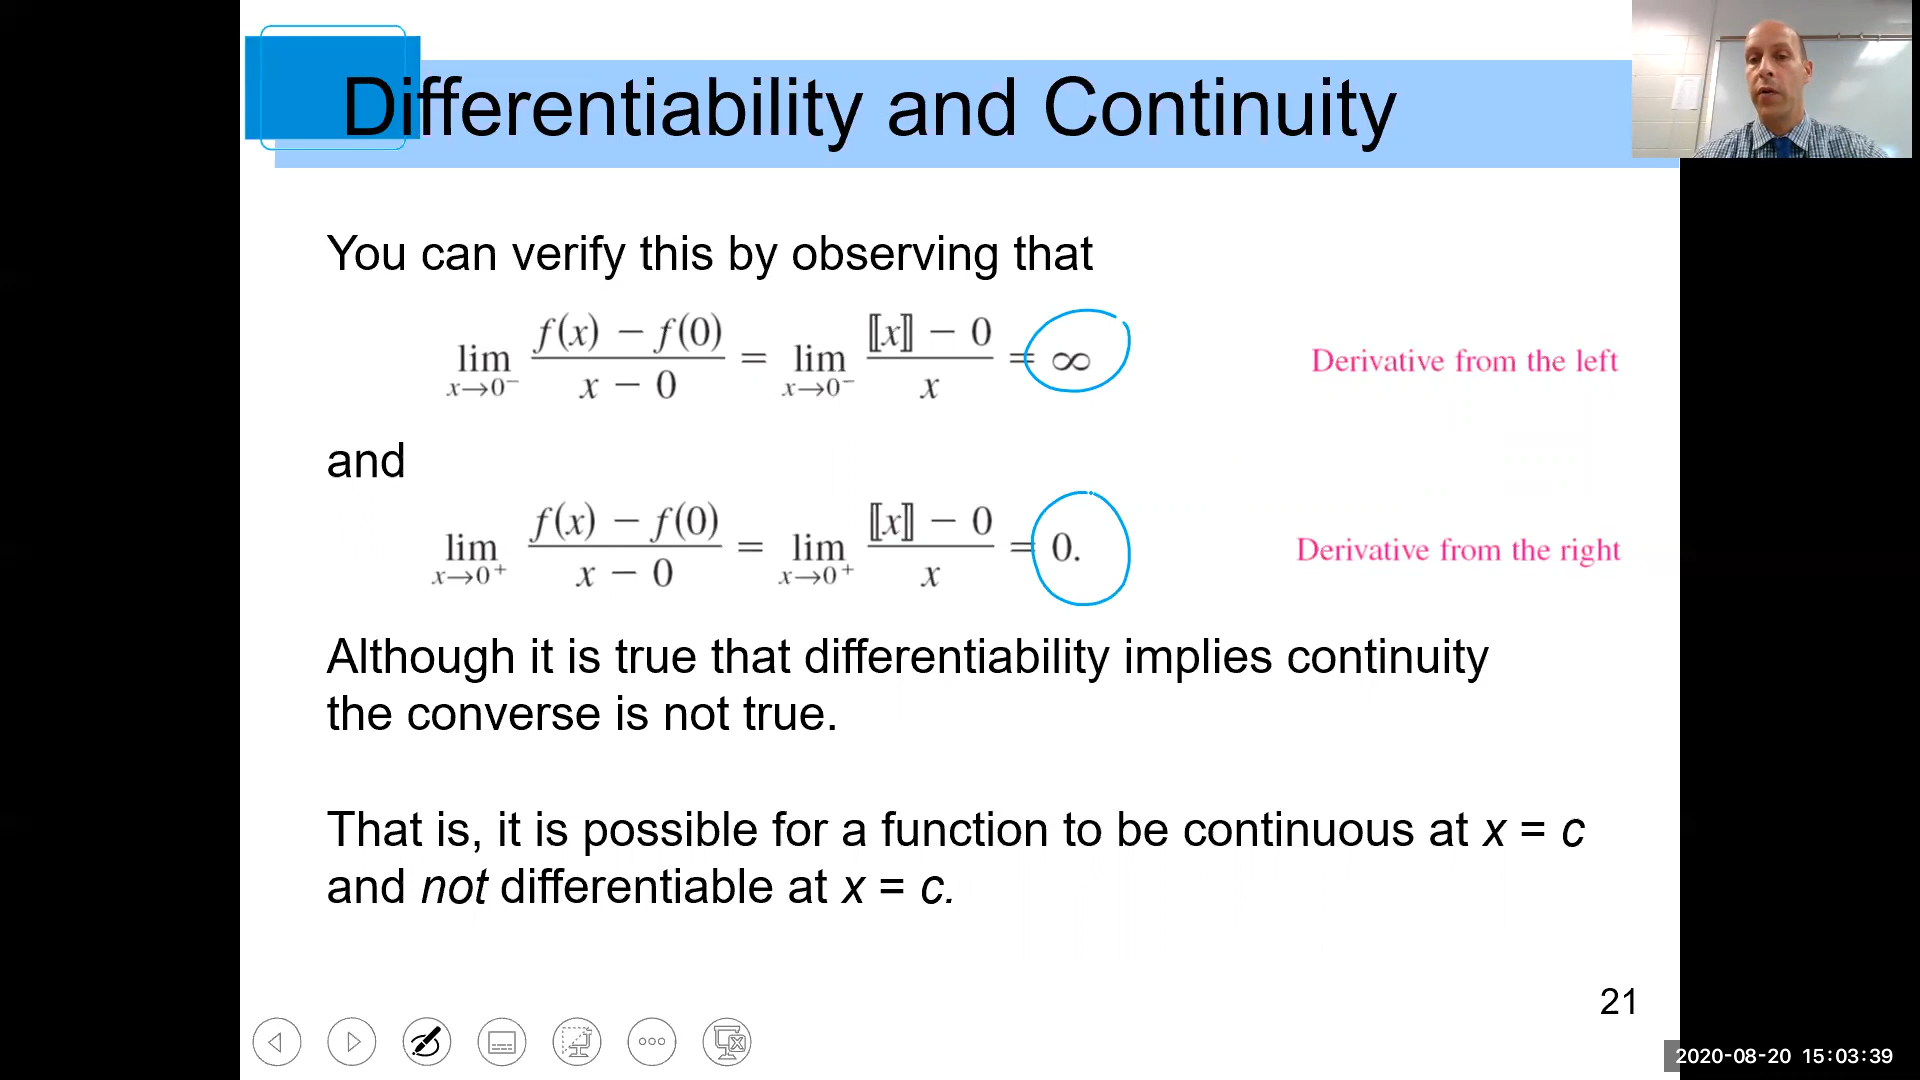 Differentiability and Continuity
You can verify this by observing that
lim x→0⁻ (f(x) − f(0))/(x − 0) = lim x→0⁻ (⟦x⟧ − 0)/x = ∞ Derivative from the left
and
lim x→0⁺ (f(x) − f(0))/(x − 0) = lim x→0⁺ (⟦x⟧ − 0)/x = 0. Derivative from the right
Although it is true that differentiability implies continuity
the converse is not true.
That is, it is possible for a function to be continuous at x = c
and not differentiable at x = c.
21
2020-08-20 15:03:39